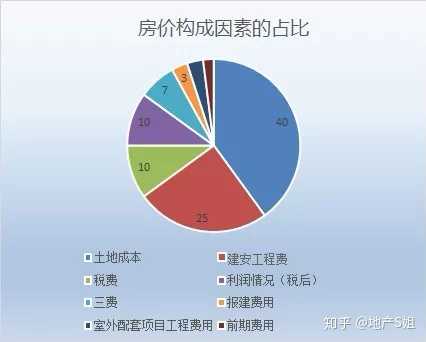 房价构成因素的占比
40
25
10
10
7
3
土地成本 建安工程费
税费 利润情况（税后）
三费 报建费用
室外配套项目工程费用 前期费用
知乎 @地产S姐